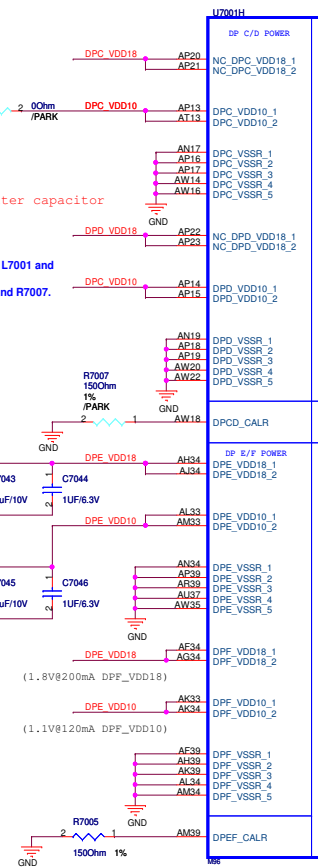 U7001H
DP C/D POWER
DPC_VDD18 AP20 NC_DPC_VDD18_1
AP21 NC_DPC_VDD18_2
2 0Ohm DPC_VDD10 AP13 DPC_VDD10_1
/PARK AT13 DPC_VDD10_2
AN17 DPC_VSSR_1
AP16 DPC_VSSR_2
AP17 DPC_VSSR_3
AW14 DPC_VSSR_4
AW16 DPC_VSSR_5
ter capacitor
GND
DPD_VDD18 AP22 NC_DPD_VDD18_1
AP23 NC_DPD_VDD18_2
L7001 and
DPC_VDD10 AP14 DPD_VDD10_1
nd R7007. AP15 DPD_VDD10_2
AN19 DPD_VSSR_1
AP18 DPD_VSSR_2
AP19 DPD_VSSR_3
AW20 DPD_VSSR_4
AW22 DPD_VSSR_5
R7007
150Ohm
1%
/PARK GND
2 1 AW18 DPCD_CALR
GND
DP E/F POWER
DPE_VDD18 AH34 DPE_VDD18_1
AJ34 DPE_VDD18_2
7043 1 C7044
uF/10V 2 1UF/6.3V
DPE_VDD10 AL33 DPE_VDD10_1
AM33 DPE_VDD10_2
AN34 DPE_VSSR_1
AP39 DPE_VSSR_2
AR39 DPE_VSSR_3
AU37 DPE_VSSR_4
AW35 DPE_VSSR_5
7045 1 C7046
uF/10V 2 1UF/6.3V
GND
DPE_VDD18 AF34 DPF_VDD18_1
AG34 DPF_VDD18_2
(1.8V@200mA DPF_VDD18)
DPE_VDD10 AK33 DPF_VDD10_1
AK34 DPF_VDD10_2
(1.1V@120mA DPF_VDD10)
AF39 DPF_VSSR_1
AH39 DPF_VSSR_2
AK39 DPF_VSSR_3
AL34 DPF_VSSR_4
AM34 DPF_VSSR_5
GND
R7005
2 1 AM39 DPEF_CALR
150Ohm 1%
GND
M96